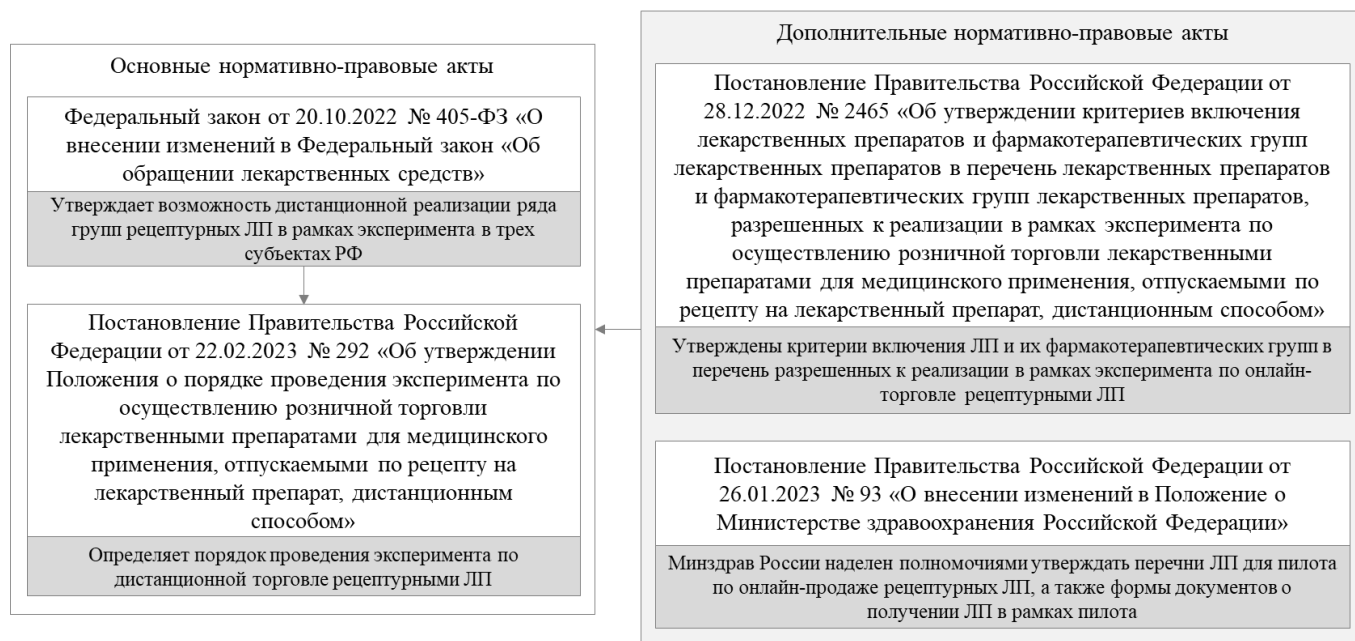 Основные нормативно-правовые акты
Федеральный закон от 20.10.2022 № 405-ФЗ «О
внесении изменений в Федеральный закон «Об
обращении лекарственных средств»
Утверждает возможность дистанционной реализации ряда
групп рецептурных ЛП в рамках эксперимента в трех
субъектах РФ
Постановление Правительства Российской
Федерации от 22.02.2023 № 292 «Об утверждении
Положения о порядке проведения эксперимента по
осуществлению розничной торговли
лекарственными препаратами для медицинского
применения, отпускаемыми по рецепту на
лекарственный препарат, дистанционным
способом»
Определяет порядок проведения эксперимента по
дистанционной торговле рецептурными ЛП
Дополнительные нормативно-правовые акты
Постановление Правительства Российской Федерации от
28.12.2022 № 2465 «Об утверждении критериев включения
лекарственных препаратов и фармакотерапевтических групп
лекарственных препаратов в перечень лекарственных препаратов
и фармакотерапевтических групп лекарственных препаратов,
разрешенных к реализации в рамках эксперимента по
осуществлению розничной торговли лекарственными
препаратами для медицинского применения, отпускаемыми по
рецепту на лекарственный препарат, дистанционным способом»
Утверждены критерии включения ЛП и их фармакотерапевтических групп в
перечень разрешенных к реализации в рамках эксперимента по онлайн-
торговле рецептурными ЛП
Постановление Правительства Российской Федерации от
26.01.2023 № 93 «О внесении изменений в Положение о
Министерстве здравоохранения Российской Федерации»
Минздрав России наделен полномочиями утверждать перечни ЛП для пилота
по онлайн-продаже рецептурных ЛП, а также формы документов о
получении ЛП в рамках пилота